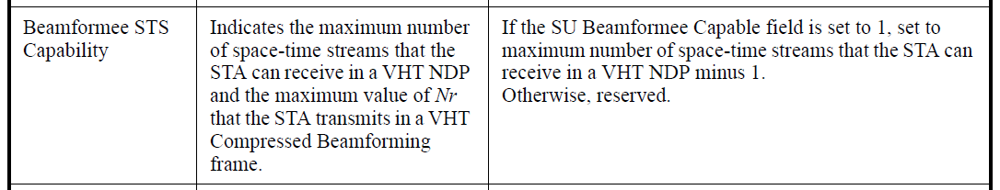 Beamformee STS
Capability
Indicates the maximum number
of space-time streams that the
STA can receive in a VHT NDP
and the maximum value of Nr
that the STA transmits in a VHT
Compressed Beamforming
frame.
If the SU Beamformee Capable field is set to 1, set to
maximum number of space-time streams that the STA can
receive in a VHT NDP minus 1.
Otherwise, reserved.